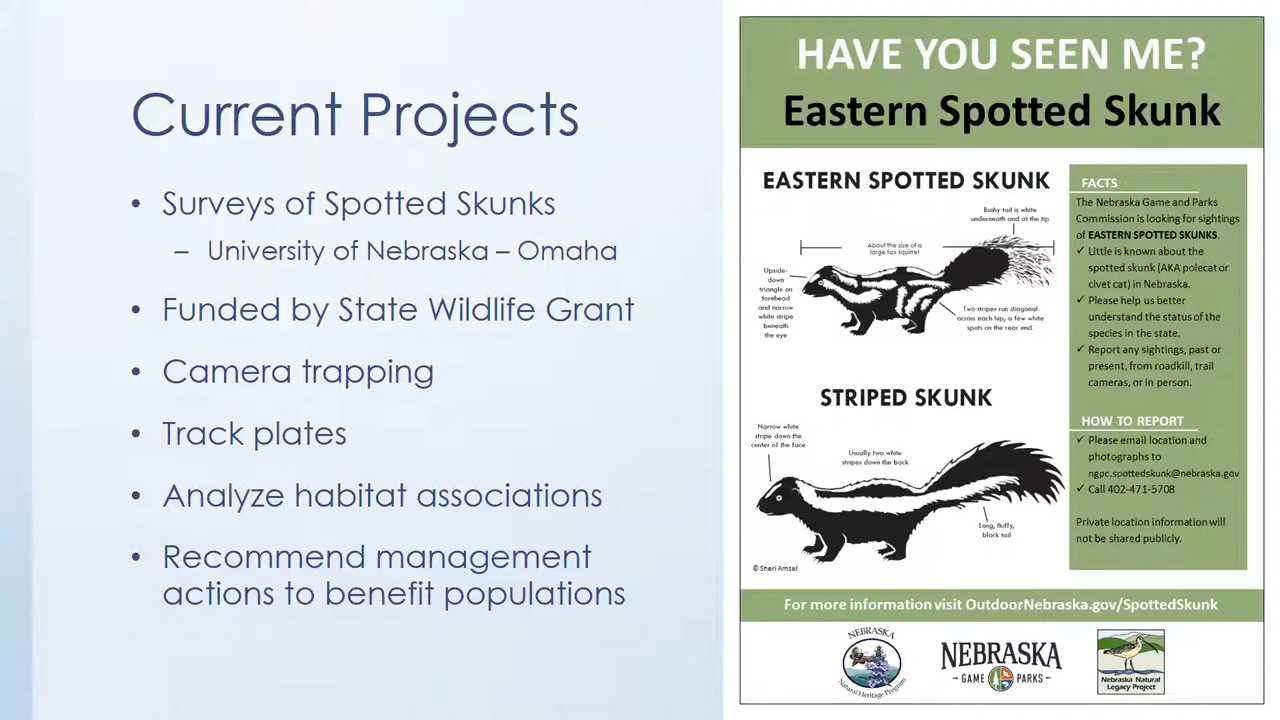 Current Projects
• Surveys of Spotted Skunks
– University of Nebraska – Omaha
• Funded by State Wildlife Grant
• Camera trapping
• Track plates
• Analyze habitat associations
• Recommend management
actions to benefit populations
HAVE YOU SEEN ME?
Eastern Spotted Skunk
EASTERN SPOTTED SKUNK
Bushy tail is white
underneath and at the tip
About the size of a
large fox squirrel
Upside-
down
triangle on
forehead
and narrow
white stripe
beneath
the eye
Two stripes run diagonal
across each hip, a few white
spots on the rear end.
STRIPED SKUNK
Narrow white
stripe down the
center of the face
Usually two white
stripes down the back
Long, fluffy,
black tail
© Sheri Amsel
FACTS
The Nebraska Game and Parks
Commission is looking for sightings
of EASTERN SPOTTED SKUNKS.
✓ Little is known about the
spotted skunk (AKA polecat or
civet cat) in Nebraska.
✓ Please help us better
understand the status of the
species in the state.
✓ Report any sightings, past or
present, from roadkill, trail
cameras, or in person.
HOW TO REPORT
✓ Please email location and
photographs to
ngpc.spottedskunk@nebraska.gov
✓ Call 402-471-5708
Private location information will
not be shared publicly.
For more information visit OutdoorNebraska.gov/SpottedSkunk
NEBRASKA
Natural Heritage Program
NEBRASKA
GAME PARKS
Nebraska Natural
Legacy Project